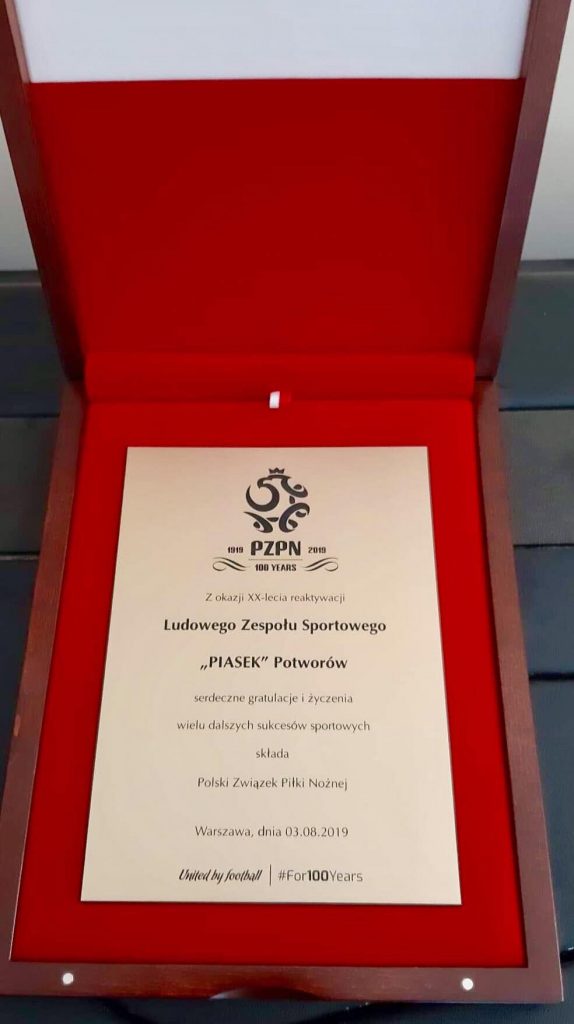 1919 PZPN 2019
100 YEARS
Z okazji XX-lecia reaktywacji
Ludowego Zespołu Sportowego
„PIASEK” Potworów
serdeczne gratulacje i życzenia
wielu dalszych sukcesów sportowych
składa
Polski Związek Piłki Nożnej
Warszawa, dnia 03.08.2019
United by football | #For100Years